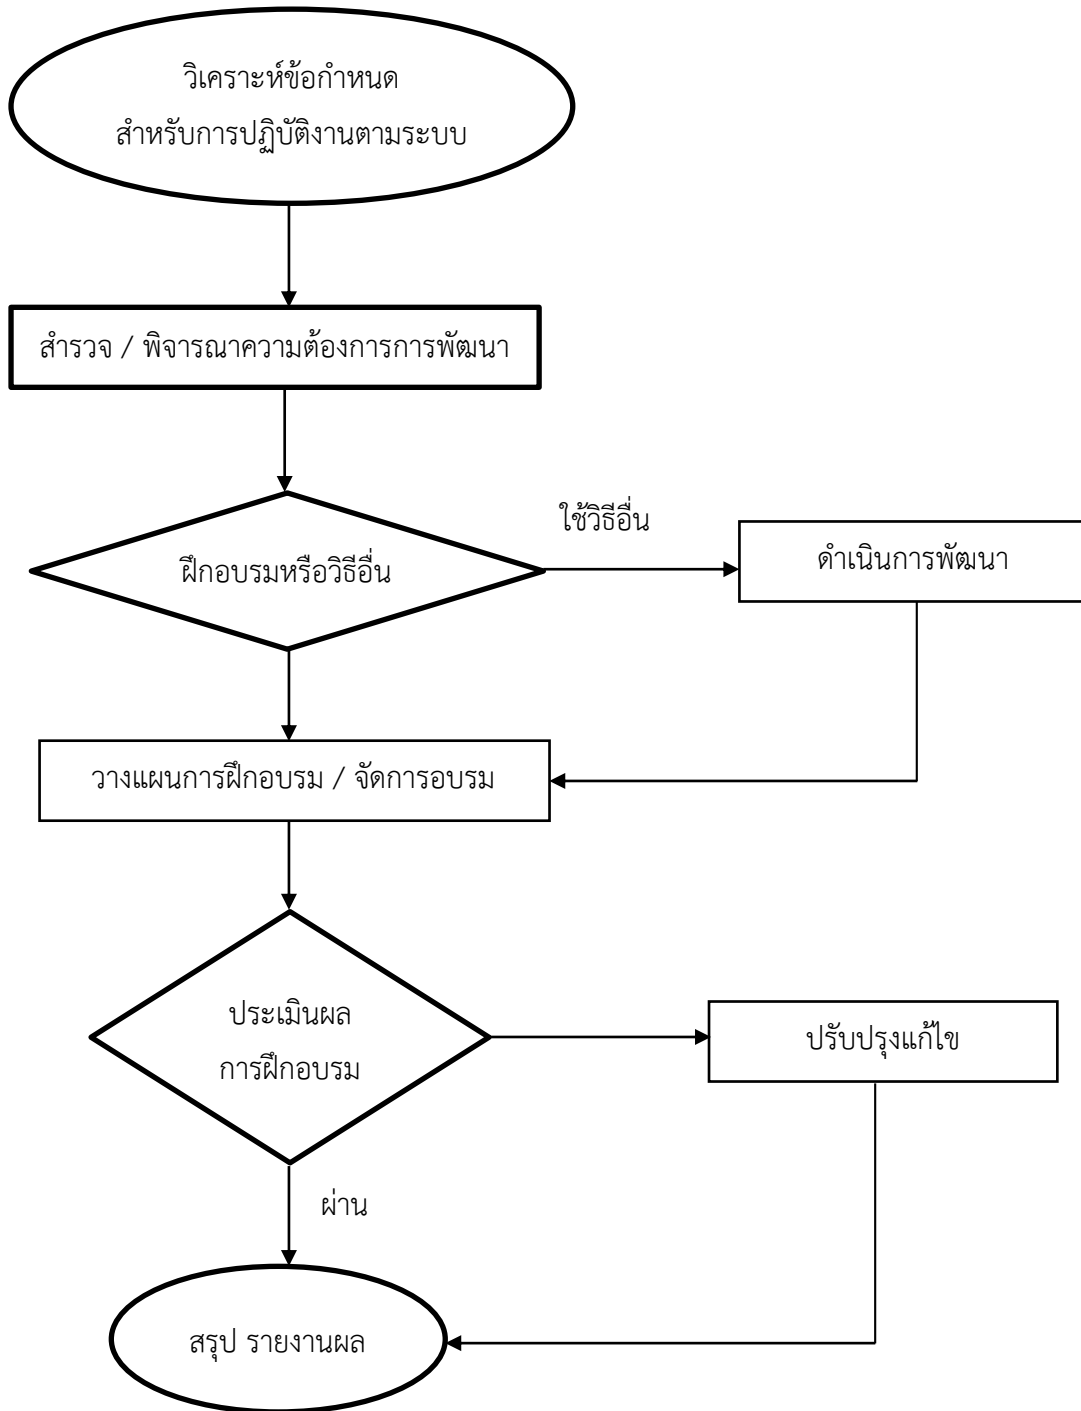 วิเคราะห์ข้อกำหนด
สำหรับการปฏิบัติงานตามระบบ
สำรวจ / พิจารณาความต้องการการพัฒนา
ใช้วิธีอื่น
ฝึกอบรมหรือวิธีอื่น
ดำเนินการพัฒนา
วางแผนการฝึกอบรม / จัดการอบรม
ประเมินผล
การฝึกอบรม
ปรับปรุงแก้ไข
ผ่าน
สรุป รายงานผล